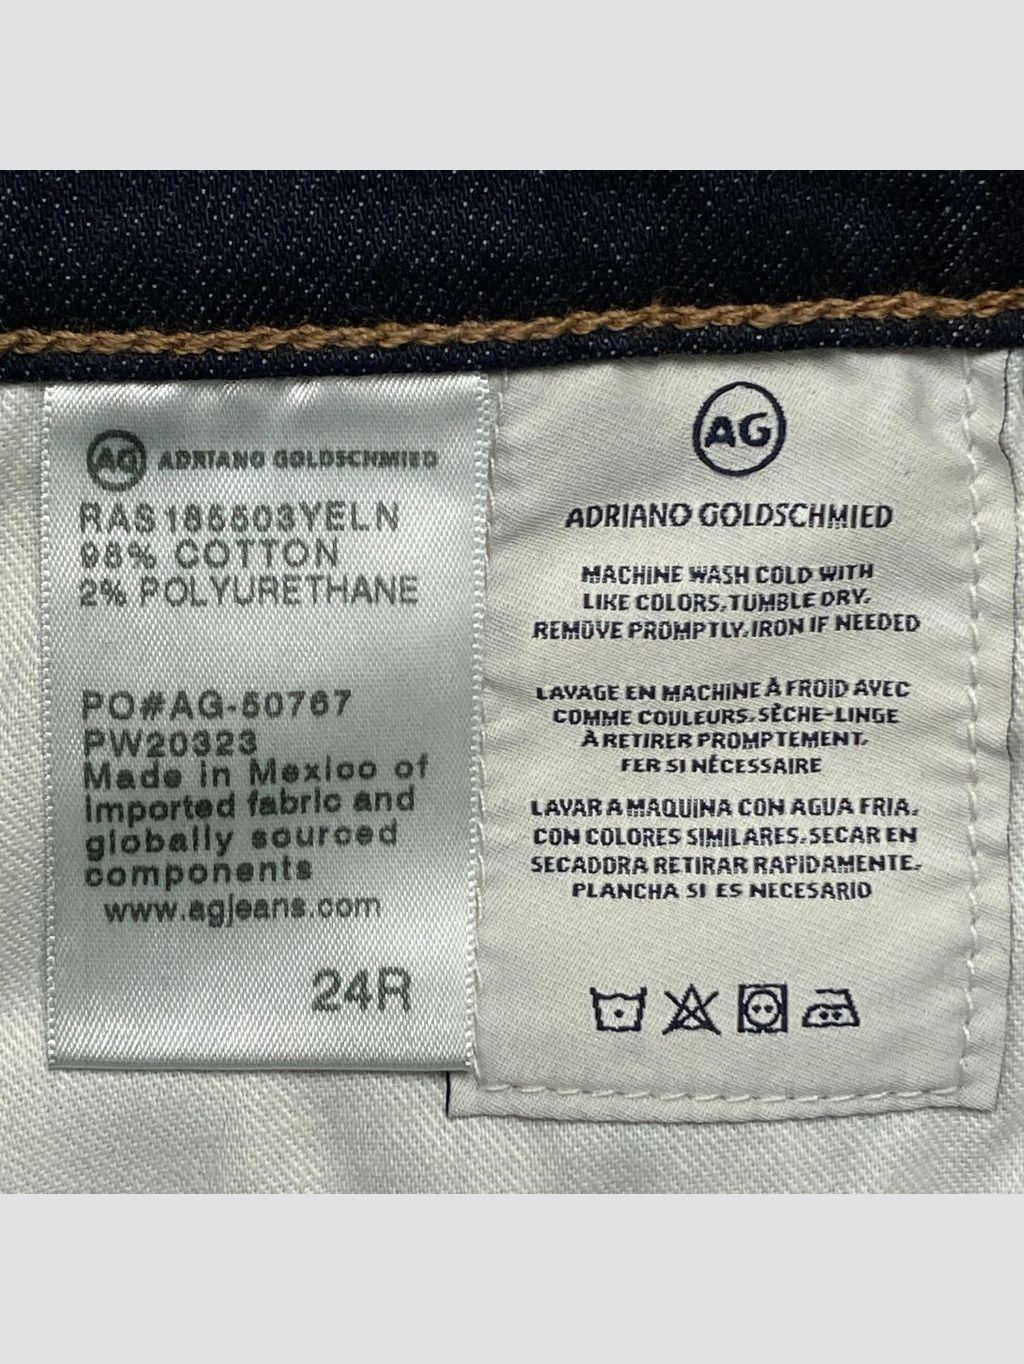 AG ADRIANO GOLDSCHMIED
RAS185503YELN
98% COTTON
2% POLYURETHANE
PO#AG-50767
PW20323
Made in Mexico of
imported fabric and
globally sourced
components
www.agjeans.com
24R
AG
ADRIANO GOLDSCHMIED
MACHINE WASH COLD WITH
LIKE COLORS. TUMBLE DRY.
REMOVE PROMPTLY. IRON IF NEEDED
LAVAGE EN MACHINE À FROID AVEC
COMME COULEURS. SÈCHE-LINGE
À RETIRER PROMPTEMENT.
FER SI NÉCESSAIRE
LAVAR A MAQUINA CON AGUA FRIA.
CON COLORES SIMILARES. SECAR EN
SECADORA RETIRAR RAPIDAMENTE.
PLANCHA SI ES NECESARIO